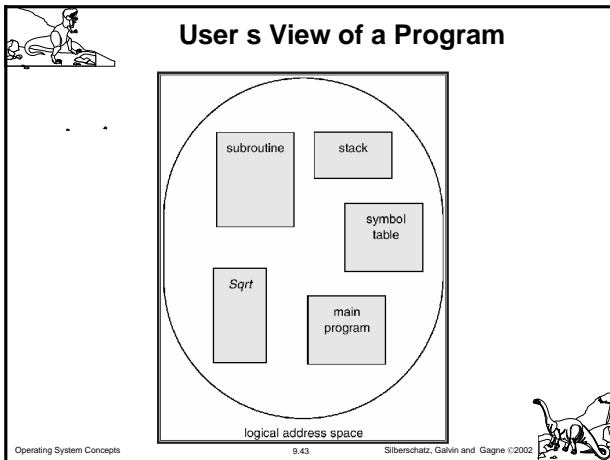 User s View of a Program
subroutine
stack
symbol
table
Sqrt
main
program
logical address space
Operating System Concepts
9.43
Silberschatz, Galvin and Gagne ©2002